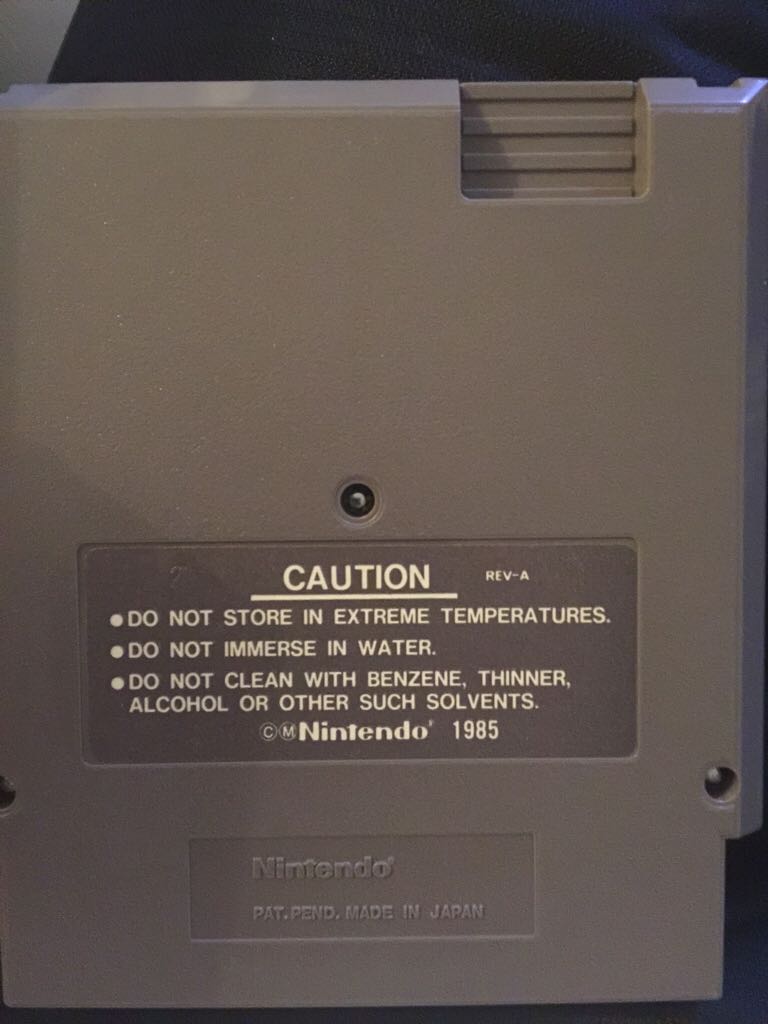 CAUTION REV-A
●DO NOT STORE IN EXTREME TEMPERATURES.
●DO NOT IMMERSE IN WATER.
●DO NOT CLEAN WITH BENZENE, THINNER,
ALCOHOL OR OTHER SUCH SOLVENTS.
©ⓂNintendo® 1985
Nintendo®
PAT. PEND. MADE IN JAPAN